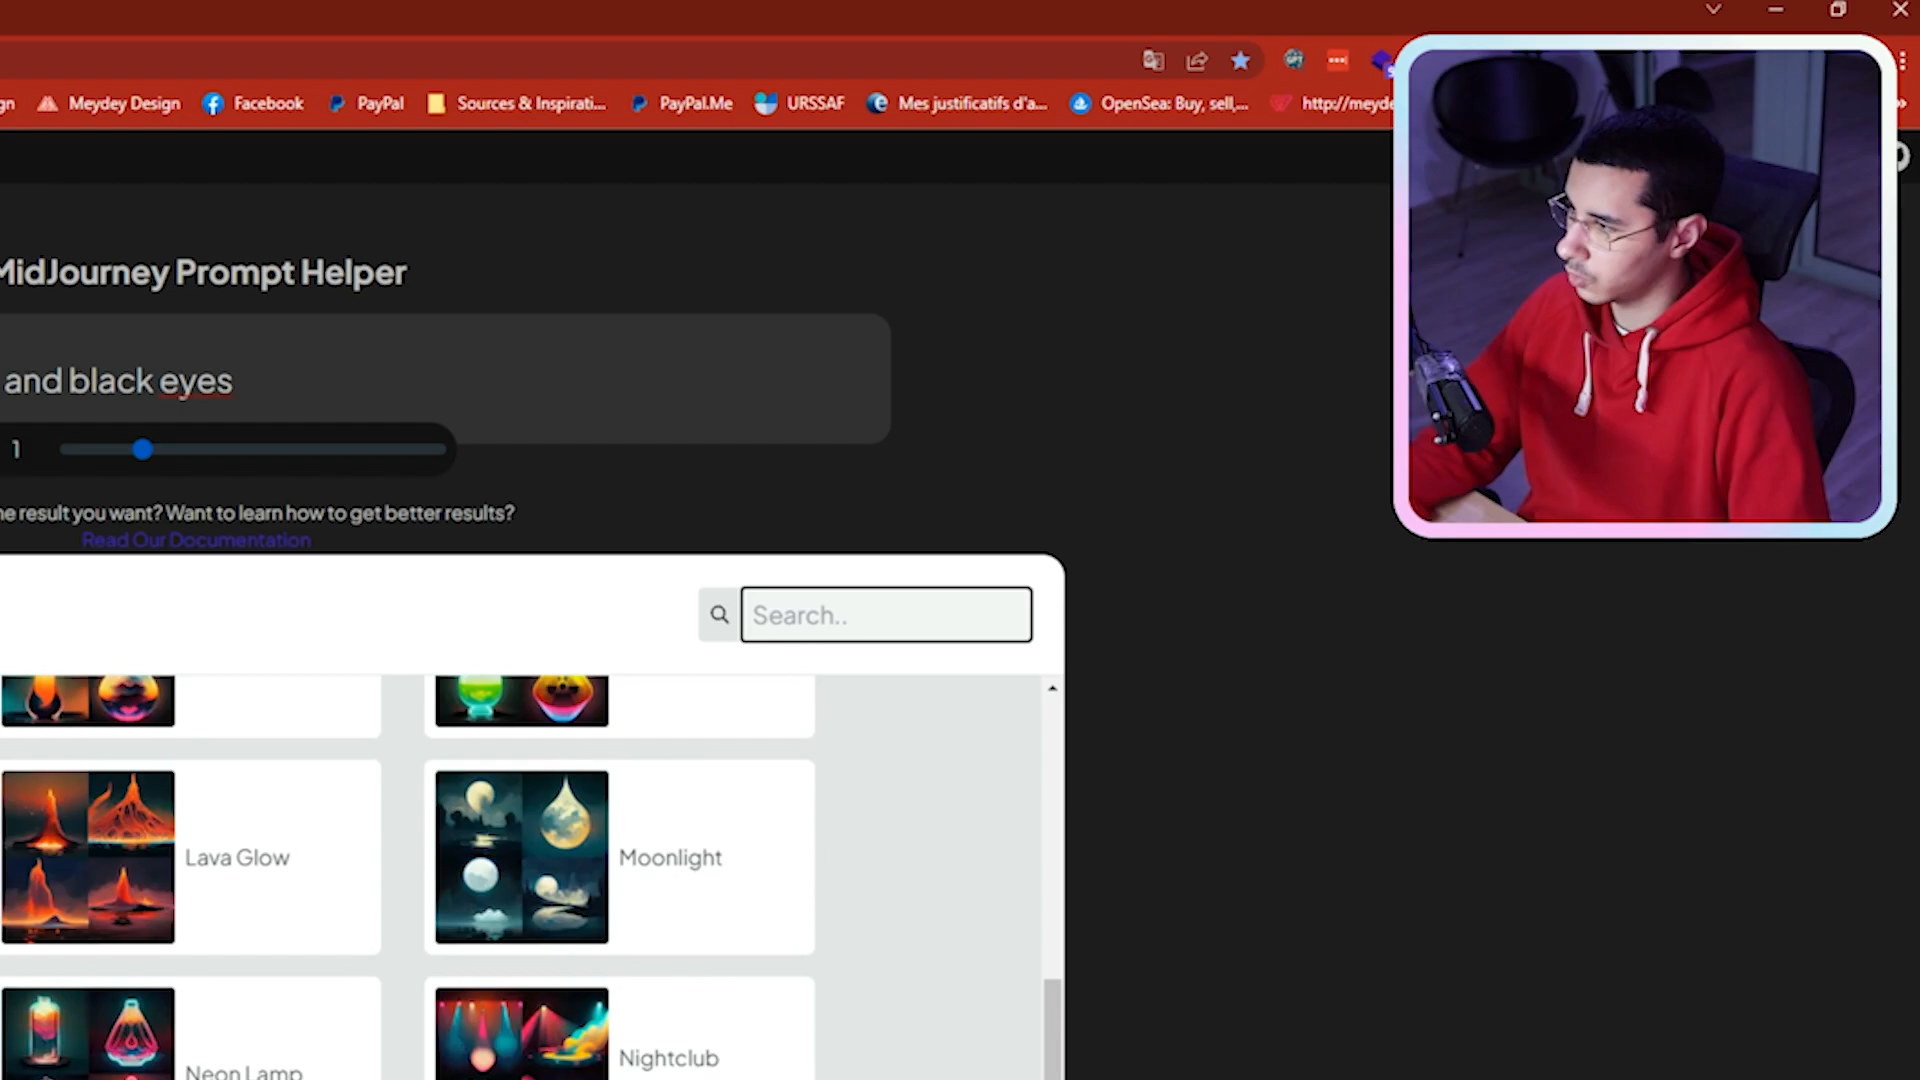 gn Meydey Design Facebook PayPal Sources & Inspirati... PayPal.Me URSSAF Mes justificatifs d'a... OpenSea: Buy, sell,... http://meyde
MidJourney Prompt Helper
and black eyes
1
he result you want? Want to learn how to get better results?
Read Our Documentation
Search..
Lava Glow
Moonlight
Neon Lamp
Nightclub